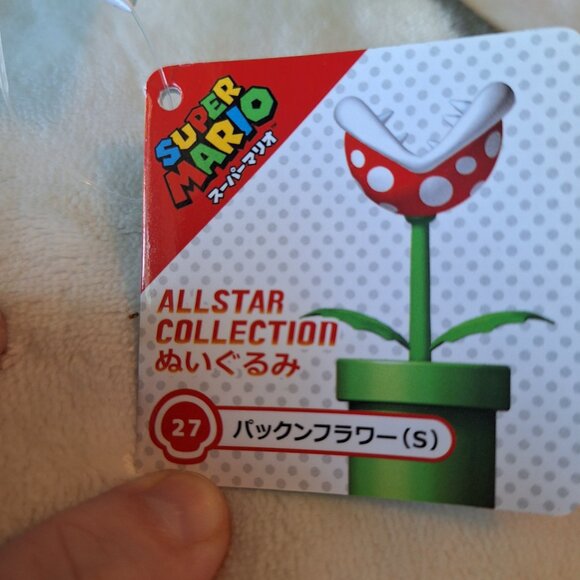 SUPER
MARIO™
スーパーマリオ
ALLSTAR
COLLECTION
ぬいぐるみ
27 パックンフラワー(S)